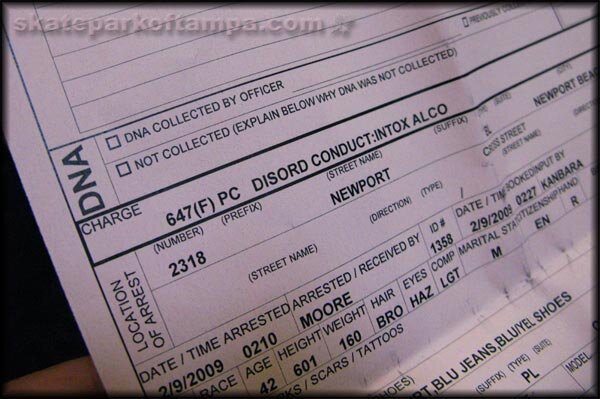 skateparkoftampa.com
□ PREVIOUSLY
DNA
□ DNA COLLECTED BY OFFICER
□ NOT COLLECTED (EXPLAIN BELOW WHY DNA WAS NOT COLLECTED)
CHARGE 647(F) PC DISORD CONDUCT:INTOX ALCO
LOCATION OF ARREST
(NUMBER) (PREFIX) (STREET NAME) (SUFFIX)
2318 NEWPORT BL NEWPORT BEA
(STREET NAME) (DIRECTION) (TYPE) CROSS STREET
DATE / TIME ARRESTED ARRESTED / RECEIVED BY ID# DATE / TIME BOOKED INPUT BY
2/9/2009 0210 MOORE 1358 2/9/2009 0227 KANBARA
RACE AGE HEIGHT WEIGHT HAIR EYES COMP MARITAL STAT CITIZENSHIP HAND
42 601 160 BRO HAZ LGT M EN R
SCARS / TATTOOS
BLU JEANS, BLU/YEL SHOES
(SUFFIX) (TYPE) (SUITE)
PL
MODEL